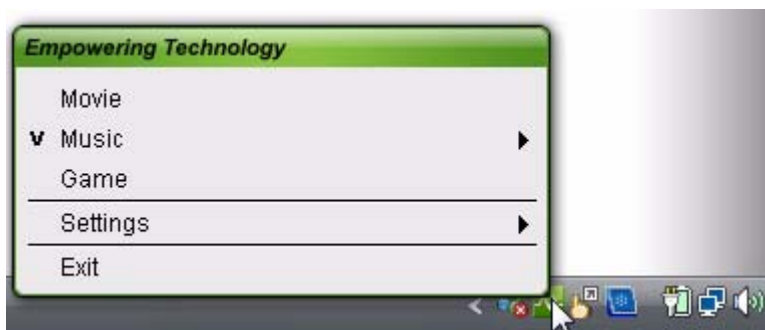 Empowering Technology
Movie
v Music
Game
Settings
Exit